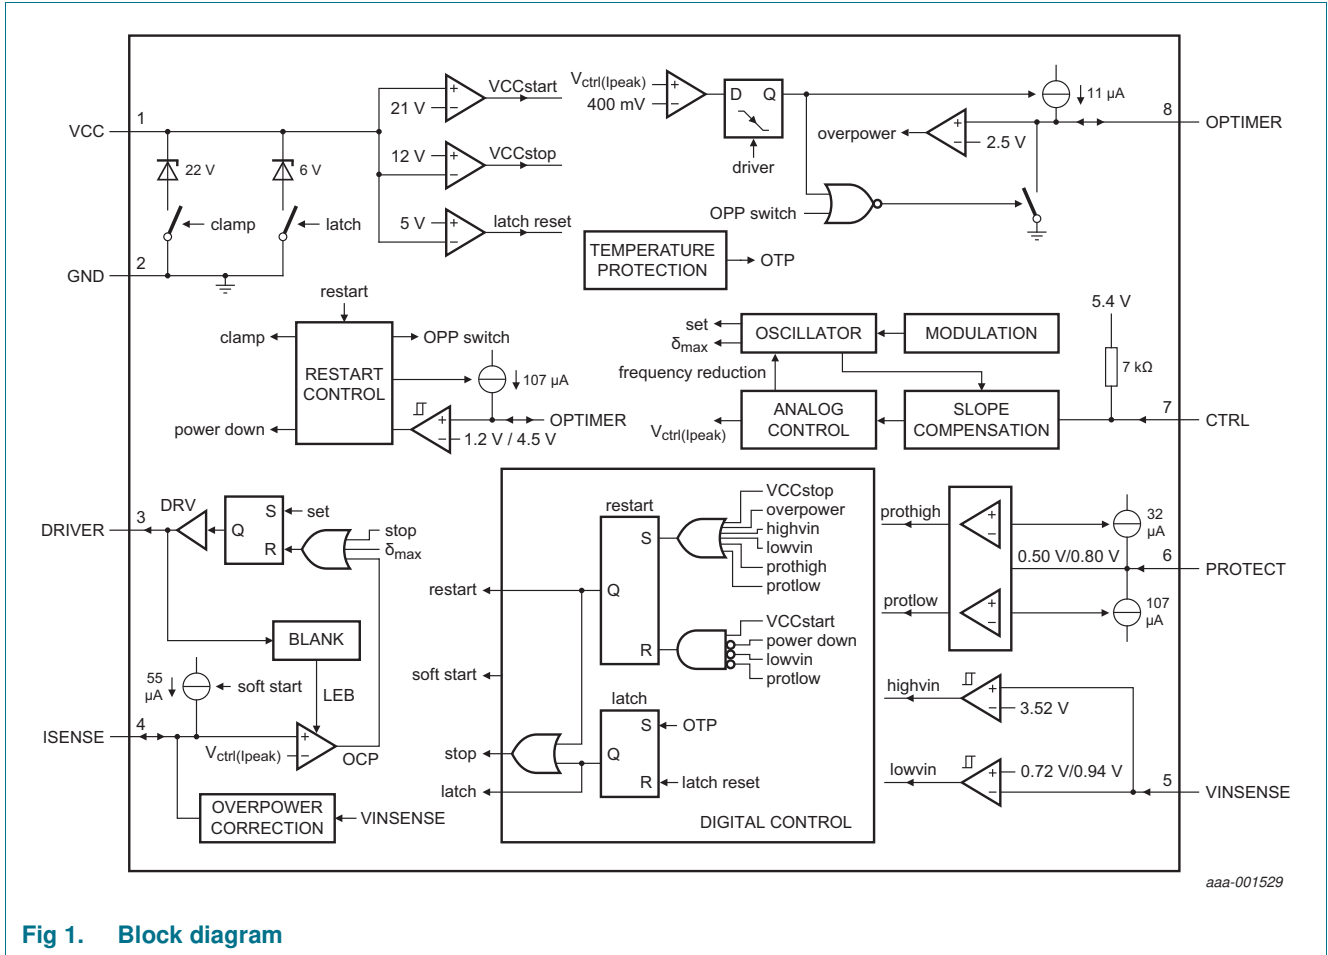 VCC
1
22 V
6 V
clamp
latch
GND
2
21 V
+
−
VCCstart
12 V
+
−
VCCstop
5 V
+
−
latch reset
Vctrl(Ipeak)
400 mV
+
−
D Q
driver
11 µA
8
OPTIMER
overpower
+
−
2.5 V
OPP switch
TEMPERATURE
PROTECTION
OTP
restart
clamp
OPP switch
RESTART
CONTROL
107 µA
OPTIMER
power down
+
−
1.2 V / 4.5 V
set
δmax
OSCILLATOR
MODULATION
5.4 V
7 kΩ
frequency reduction
Vctrl(Ipeak)
ANALOG
CONTROL
SLOPE
COMPENSATION
7
CTRL
DRIVER
3
DRV
Q
S
R
set
stop
δmax
BLANK
LEB
55
µA
soft start
ISENSE
4
Vctrl(Ipeak)
+
−
OCP
OVERPOWER
CORRECTION
VINSENSE
restart
S
Q
R
VCCstop
overpower
highvin
lowvin
prothigh
protlow
VCCstart
power down
lowvin
protlow
restart
soft start
stop
latch
latch
S
Q
R
OTP
latch reset
DIGITAL CONTROL
prothigh
+
−
32
µA
0.50 V/0.80 V
6
PROTECT
protlow
+
−
107
µA
highvin
+
−
3.52 V
lowvin
+
−
0.72 V/0.94 V
5
VINSENSE
aaa-001529
Fig 1. Block diagram